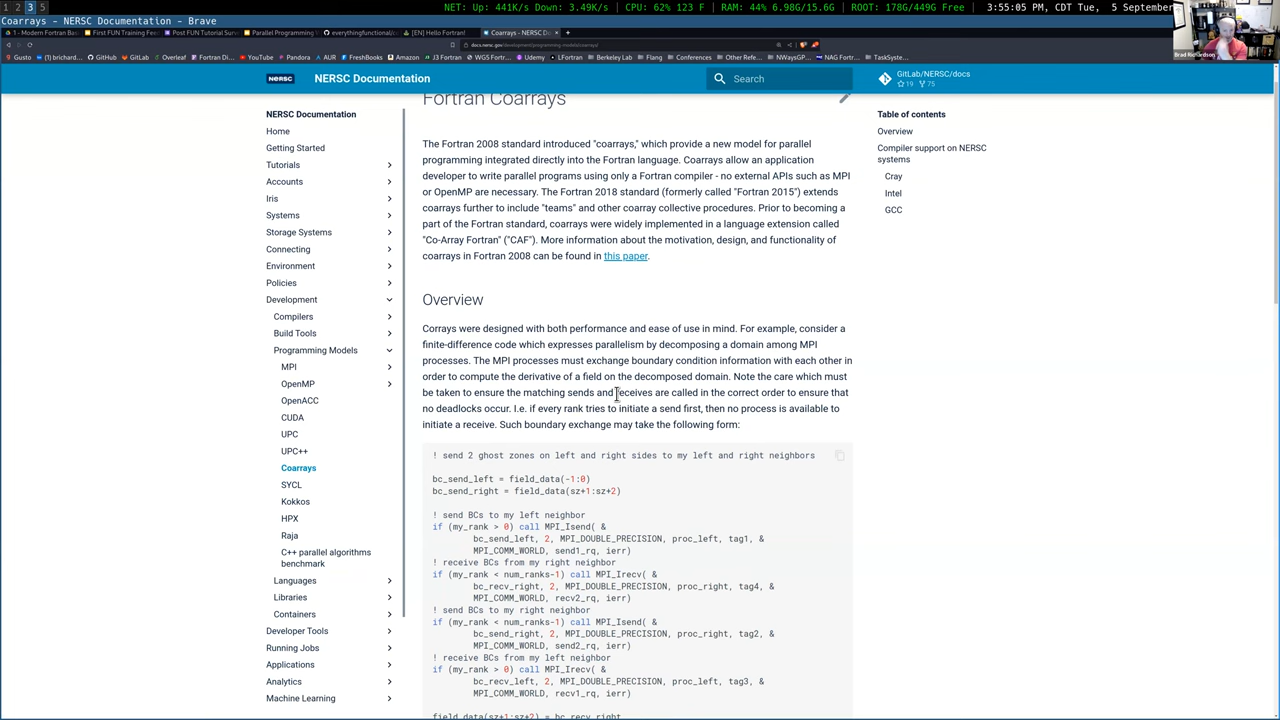 1 2 3 5
NET: Up: 441K/s Down: 3.49K/s | CPU: 62% 123 F | RAM: 44% 6.98G/15.6G | ROOT: 178G/449G Free | 3:55:05 PM, CDT Tue, 5 September
Coarrays - NERSC Documentation - Brave
1 - Modern Fortran Bas
First FUN Training Fee
Post FUN Tutorial Surve
Parallel Programming
everythingfunctional/
[EN] Hello Fortran!
Coarrays - NERSC Do
docs.nersc.gov/development/programming-models/coarrays/
Gusto
(1) brichard...
GitHub
GitLab
Overleaf
Fortran Di...
YouTube
Pandora
AUR
FreshBooks
Amazon
J3 Fortran
WG5 Fortr...
Udemy
LFortran
Berkeley Lab
Flang
Conferences
Other Refe...
NWaysGP...
NAG Fortr...
TaskSyste...
Brad Richardson
NERSC
NERSC Documentation
Search
GitLab/NERSC/docs
19 75
NERSC Documentation
Home
Getting Started
Tutorials
Accounts
Iris
Systems
Storage Systems
Connecting
Environment
Policies
Development
Compilers
Build Tools
Programming Models
MPI
OpenMP
OpenACC
CUDA
UPC
UPC++
Coarrays
SYCL
Kokkos
HPX
Raja
C++ parallel algorithms
benchmark
Languages
Libraries
Containers
Developer Tools
Running Jobs
Applications
Analytics
Machine Learning
Fortran Coarrays
The Fortran 2008 standard introduced "coarrays," which provide a new model for parallel
programming integrated directly into the Fortran language. Coarrays allow an application
developer to write parallel programs using only a Fortran compiler - no external APIs such as MPI
or OpenMP are necessary. The Fortran 2018 standard (formerly called "Fortran 2015") extends
coarrays further to include "teams" and other coarray collective procedures. Prior to becoming a
part of the Fortran standard, coarrays were widely implemented in a language extension called
"Co-Array Fortran" ("CAF"). More information about the motivation, design, and functionality of
coarrays in Fortran 2008 can be found in this paper.
Overview
Corrays were designed with both performance and ease of use in mind. For example, consider a
finite-difference code which expresses parallelism by decomposing a domain among MPI
processes. The MPI processes must exchange boundary condition information with each other in
order to compute the derivative of a field on the decomposed domain. Note the care which must
be taken to ensure the matching sends and receives are called in the correct order to ensure that
no deadlocks occur. I.e. if every rank tries to initiate a send first, then no process is available to
initiate a receive. Such boundary exchange may take the following form:
! send 2 ghost zones on left and right sides to my left and right neighbors
bc_send_left = field_data(-1:0)
bc_send_right = field_data(sz+1:sz+2)
! send BCs to my left neighbor
if (my_rank > 0) call MPI_Isend( &
bc_send_left, 2, MPI_DOUBLE_PRECISION, proc_left, tag1, &
MPI_COMM_WORLD, send1_rq, ierr)
! receive BCs from my right neighbor
if (my_rank < num_ranks-1) call MPI_Irecv( &
bc_recv_right, 2, MPI_DOUBLE_PRECISION, proc_right, tag4, &
MPI_COMM_WORLD, recv2_rq, ierr)
! send BCs to my right neighbor
if (my_rank < num_ranks-1) call MPI_Isend( &
bc_send_right, 2, MPI_DOUBLE_PRECISION, proc_right, tag2, &
MPI_COMM_WORLD, send2_rq, ierr)
! receive BCs from my left neighbor
if (my_rank > 0) call MPI_Irecv( &
bc_recv_left, 2, MPI_DOUBLE_PRECISION, proc_left, tag3, &
MPI_COMM_WORLD, recv1_rq, ierr)
field_data(sz+1:sz+2) = bc_recv_right
Table of contents
Overview
Compiler support on NERSC
systems
Cray
Intel
GCC